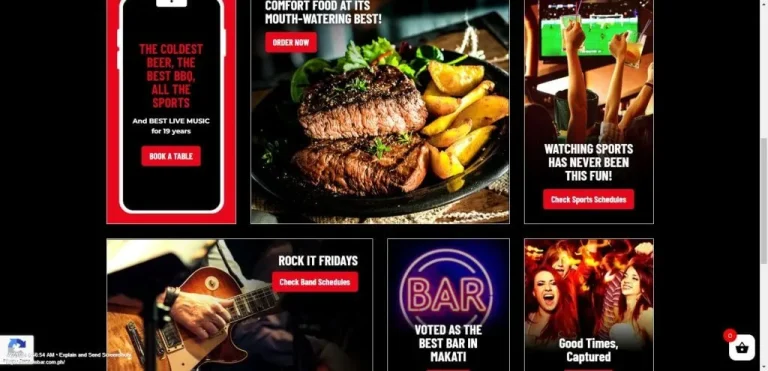 COMFORT FOOD AT ITS
MOUTH-WATERING BEST!
ORDER NOW
THE COLDEST
BEER, THE
BEST BBQ,
ALL THE
SPORTS
And BEST LIVE MUSIC
for 19 years
BOOK A TABLE
WATCHING SPORTS
HAS NEVER BEEN
THIS FUN!
Check Sports Schedules
ROCK IT FRIDAYS
Check Band Schedules
BAR
VOTED AS THE
BEST BAR IN
MAKATI
Good Times,
Captured
0
54 AM • Explain and Send Screenshots